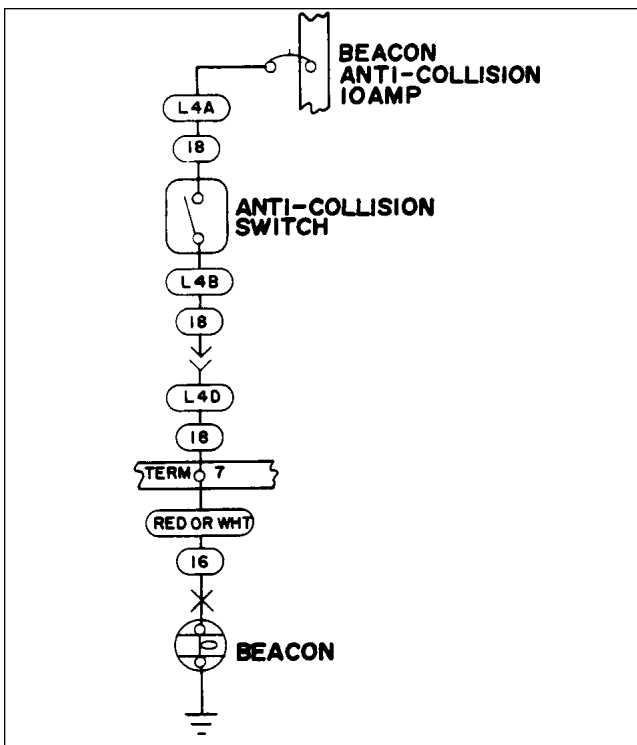 BEACON
ANTI-COLLISION
10AMP
L4A
18
ANTI-COLLISION
SWITCH
L4B
18
L4D
18
TERM 7
RED OR WHT
16
BEACON